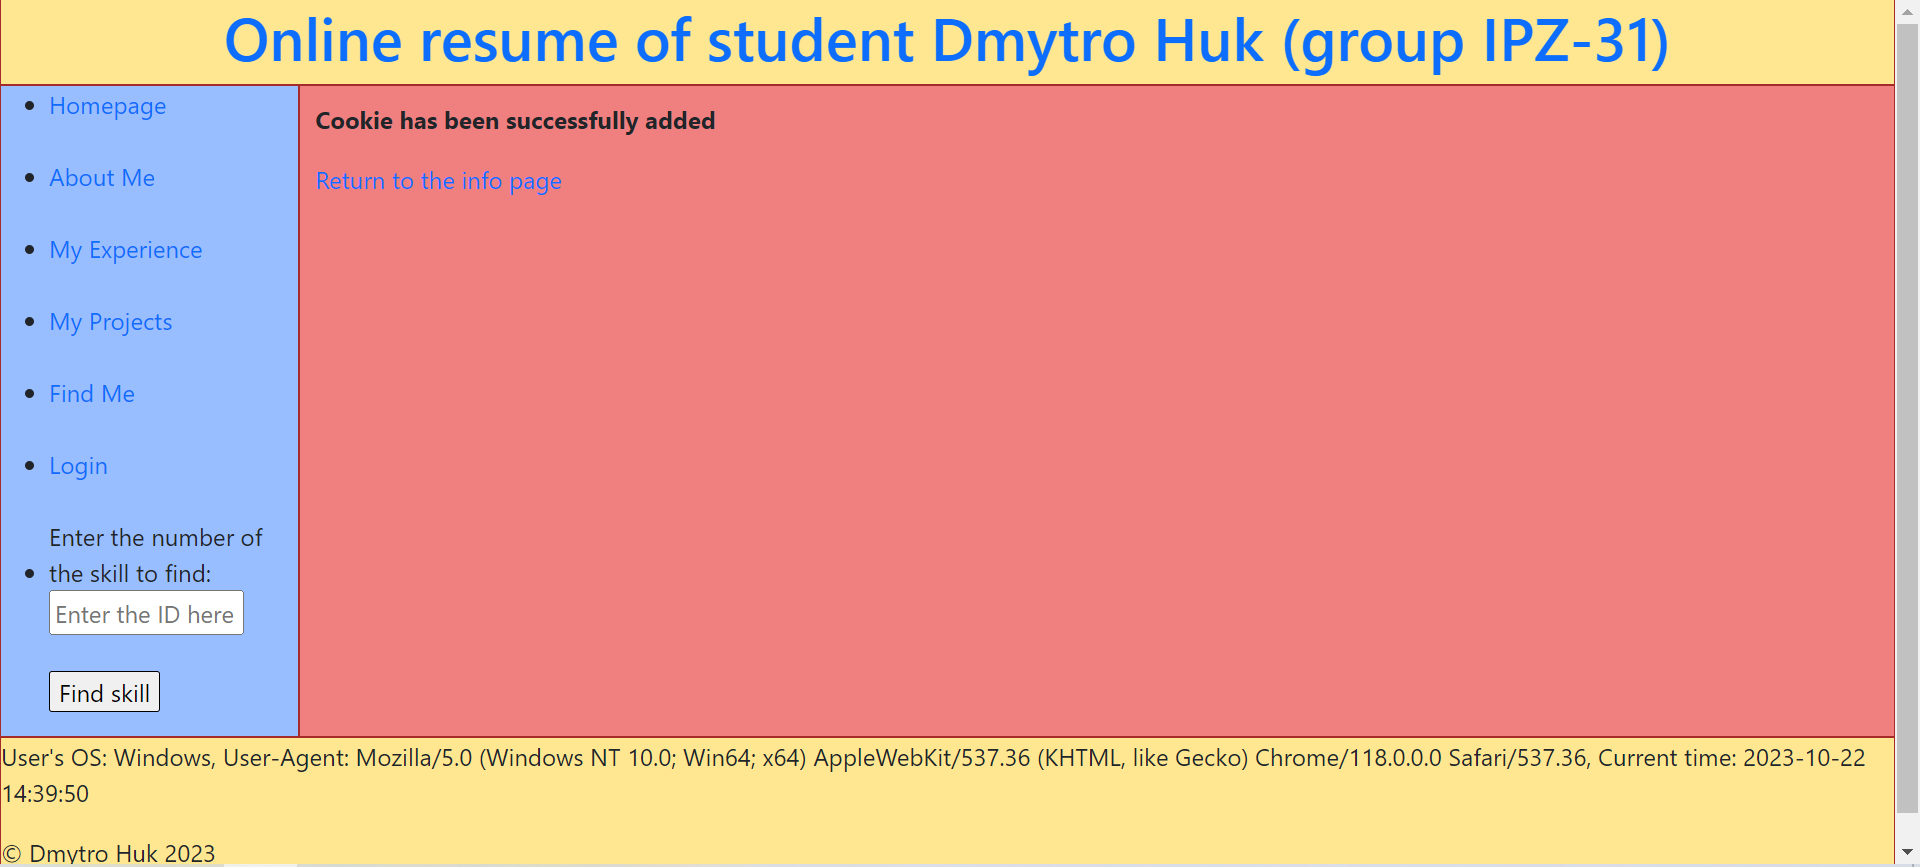 Online resume of student Dmytro Huk (group IPZ-31)
Homepage
About Me
My Experience
My Projects
Find Me
Login
Enter the number of
the skill to find:
Enter the ID here
Find skill
Cookie has been successfully added
Return to the info page
User's OS: Windows, User-Agent: Mozilla/5.0 (Windows NT 10.0; Win64; x64) AppleWebKit/537.36 (KHTML, like Gecko) Chrome/118.0.0.0 Safari/537.36, Current time: 2023-10-22
14:39:50
© Dmytro Huk 2023